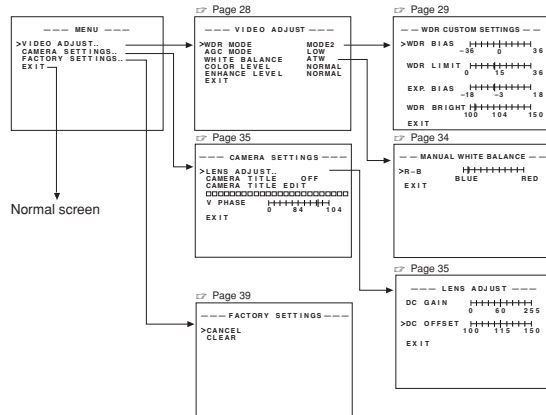 ☞ Page 28
☞ Page 29
— — — MENU — — —
>VIDEO ADJUST..
CAMERA SETTINGS..
FACTORY SETTINGS..
EXIT
Normal screen
— — — VIDEO ADJUST — — —
>WDR MODE MODE2
AGC MODE LOW
WHITE BALANCE ATW
COLOR LEVEL NORMAL
ENHANCE LEVEL NORMAL
EXIT
— — — WDR CUSTOM SETTINGS — — —
>WDR BIAS
−36 0 36
WDR LIMIT
0 15 36
EXP. BIAS
−18 −3 18
WDR BRIGHT
100 104 150
EXIT
☞ Page 35
— — — CAMERA SETTINGS — — —
>LENS ADJUST..
CAMERA TITLE OFF
CAMERA TITLE EDIT
□□□□□□□□□□□□□□□□□□□□
V PHASE
0 84 104
EXIT
☞ Page 34
— — — MANUAL WHITE BALANCE — — —
>R−B
BLUE RED
EXIT
☞ Page 35
— — — LENS ADJUST — — —
DC GAIN
0 60 255
>DC OFFSET
100 115 150
EXIT
☞ Page 39
— — — FACTORY SETTINGS — — —
>CANCEL
CLEAR